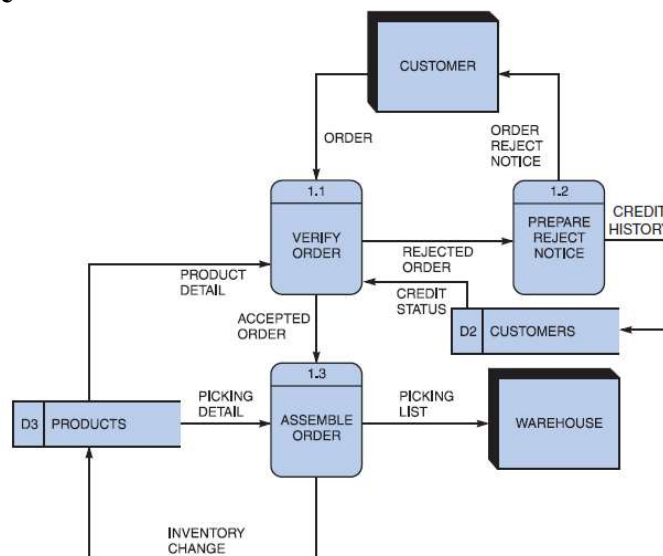 CUSTOMER
ORDER
ORDER
REJECT
NOTICE
1.1
VERIFY
ORDER
1.2
PREPARE
REJECT
NOTICE
CREDIT
HISTORY
REJECTED
ORDER
PRODUCT
DETAIL
CREDIT
STATUS
ACCEPTED
ORDER
D2 CUSTOMERS
1.3
ASSEMBLE
ORDER
D3 PRODUCTS
PICKING
DETAIL
PICKING
LIST
WAREHOUSE
INVENTORY
CHANGE